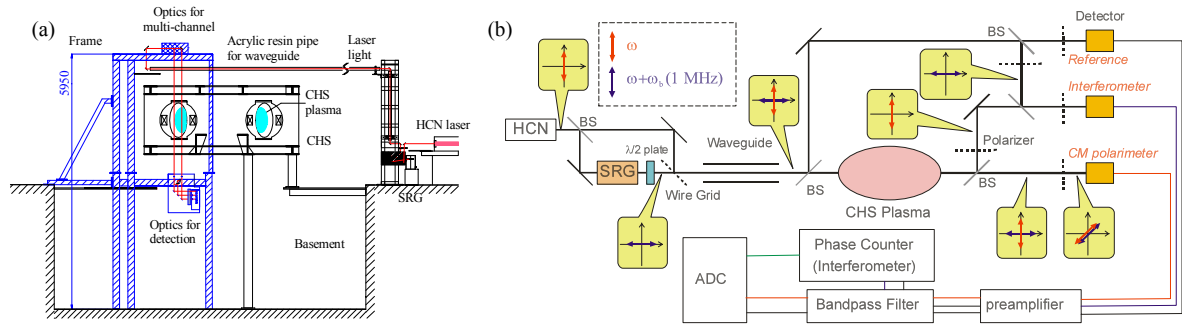 (a)
Frame
Optics for
multi-channel
Acrylic resin pipe
for waveguide
Laser
light
5950
CHS
plasma
CHS
HCN laser
SRG
Optics for
detection
Basement
(b)
ω
ω+ωb (1 MHz)
HCN
BS
SRG
λ/2 plate
Wire Grid
Waveguide
BS
CHS Plasma
BS
Polarizer
BS
Detector
Reference
Interferometer
CM polarimeter
ADC
Phase Counter
(Interferometer)
Bandpass Filter
preamplifier